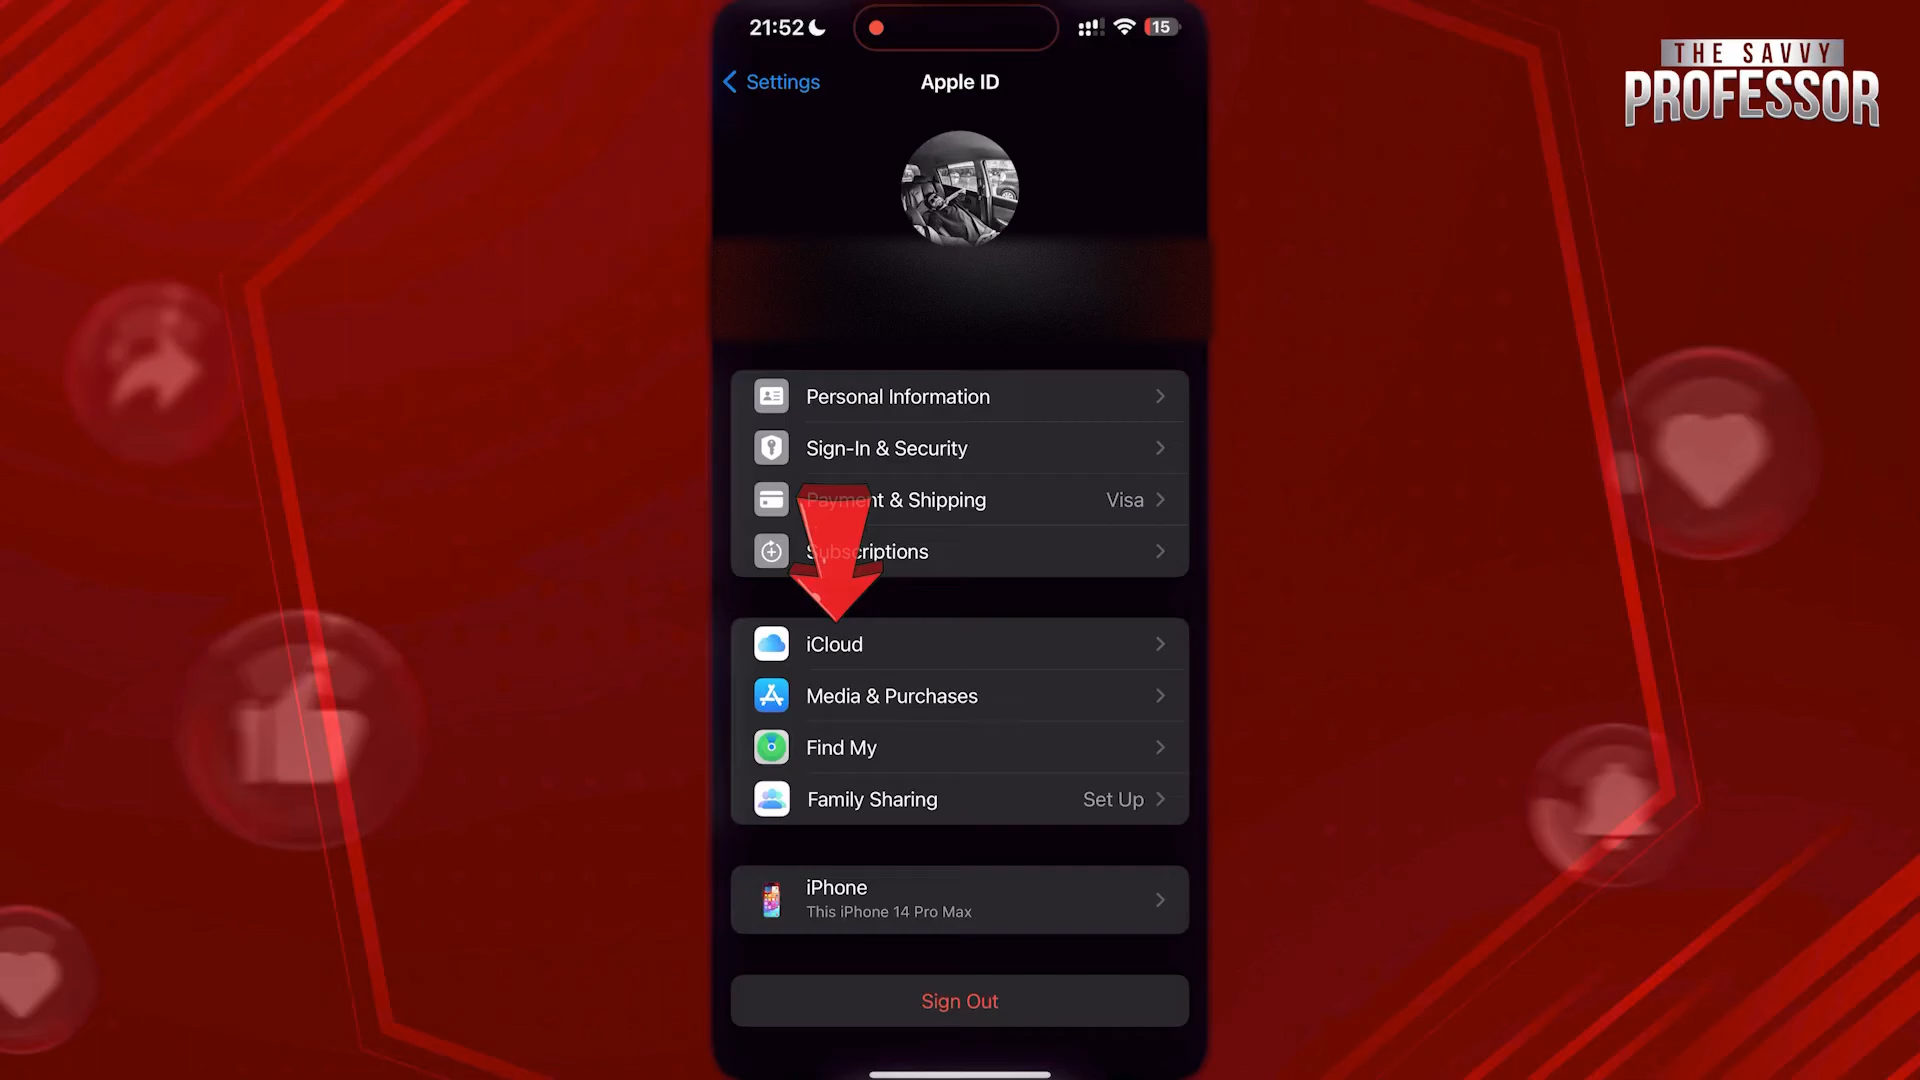 21:52
15
THE SAVVY
PROFESSOR
Settings
Apple ID
Personal Information
Sign-In & Security
Payment & Shipping
Visa
Subscriptions
iCloud
Media & Purchases
Find My
Family Sharing
Set Up
iPhone
This iPhone 14 Pro Max
Sign Out